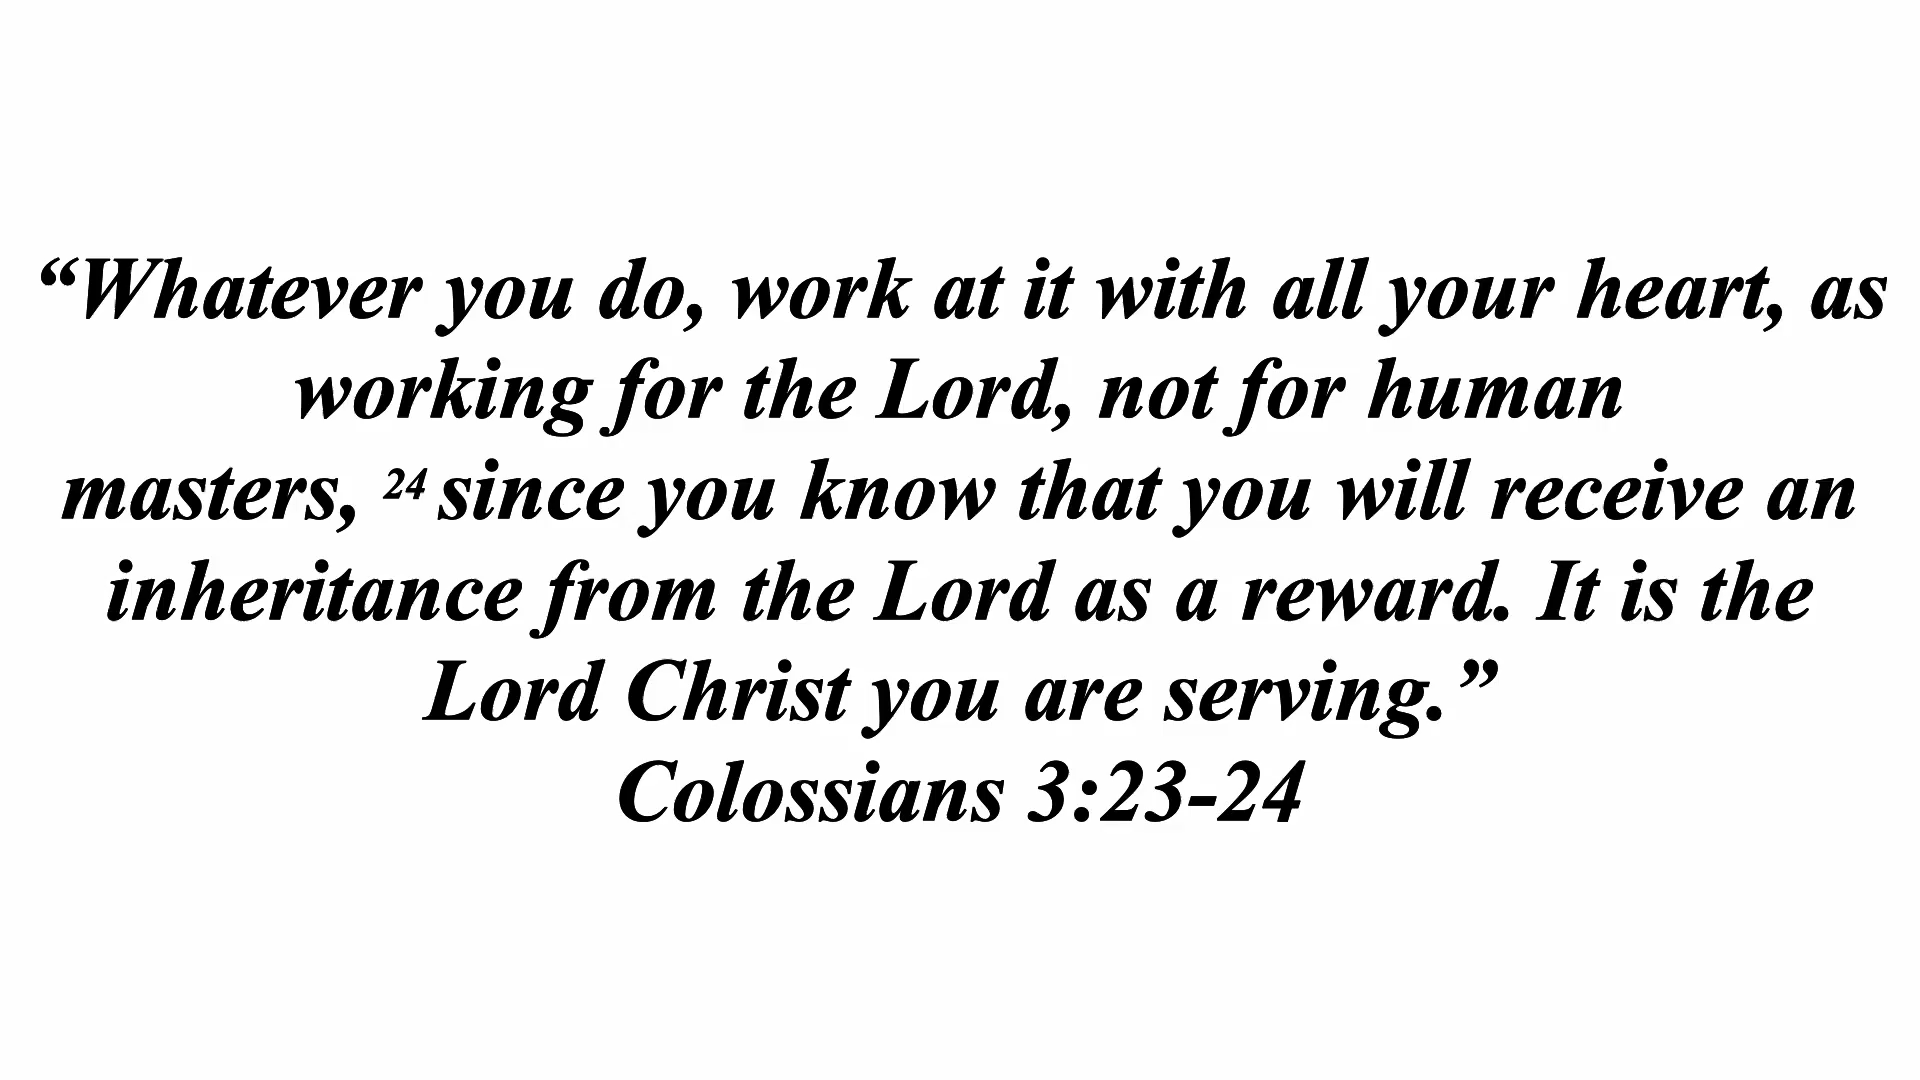 “Whatever you do, work at it with all your heart, as
working for the Lord, not for human
masters, 24 since you know that you will receive an
inheritance from the Lord as a reward. It is the
Lord Christ you are serving.”
Colossians 3:23-24